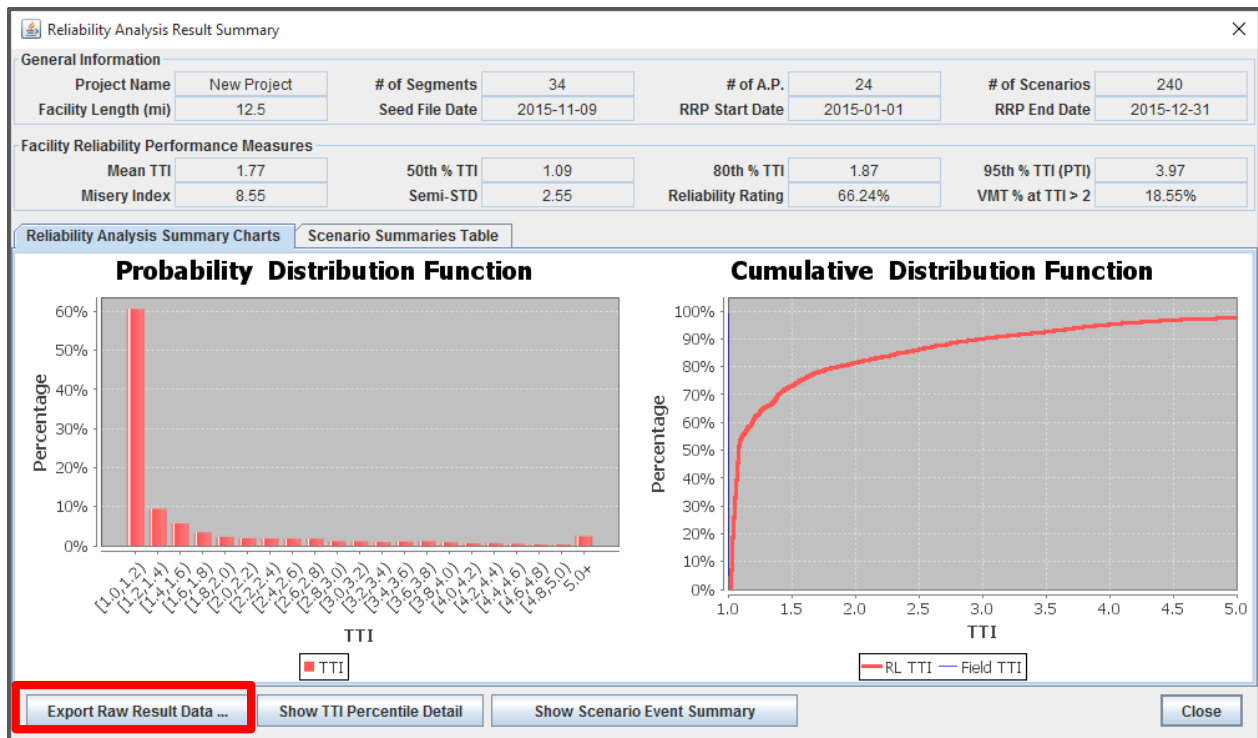 Reliability Analysis Result Summary
General Information
Project Name New Project # of Segments 34 # of A.P. 24 # of Scenarios 240
Facility Length (mi) 12.5 Seed File Date 2015-11-09 RRP Start Date 2015-01-01 RRP End Date 2015-12-31
Facility Reliability Performance Measures
Mean TTI 1.77 50th % TTI 1.09 80th % TTI 1.87 95th % TTI (PTI) 3.97
Misery Index 8.55 Semi-STD 2.55 Reliability Rating 66.24% VMT % at TTI > 2 18.55%
Reliability Analysis Summary Charts Scenario Summaries Table
Probability Distribution Function
Percentage
60%
50%
40%
30%
20%
10%
0%
[1.0,1.2) [1.2,1.4) [1.4,1.6) [1.6,1.8) [1.8,2.0) [2.0,2.2) [2.2,2.4) [2.4,2.6) [2.6,2.8) [2.8,3.0) [3.0,3.2) [3.2,3.4) [3.4,3.6) [3.6,3.8) [3.8,4.0) [4.0,4.2) [4.2,4.4) [4.4,4.6) [4.6,4.8) [4.8,5.0) 5.0+
TTI
TTI
Cumulative Distribution Function
Percentage
100%
90%
80%
70%
60%
50%
40%
30%
20%
10%
0%
1.0 1.5 2.0 2.5 3.0 3.5 4.0 4.5 5.0
TTI
RL TTI Field TTI
Export Raw Result Data ... Show TTI Percentile Detail Show Scenario Event Summary Close